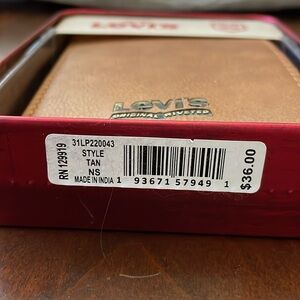 LEVI'S
Levi's
ORIGINAL RIVETED
RN 129919
31LP220043
STYLE
TAN
NS
MADE IN INDIA
1 93671 57949 1
$36.00